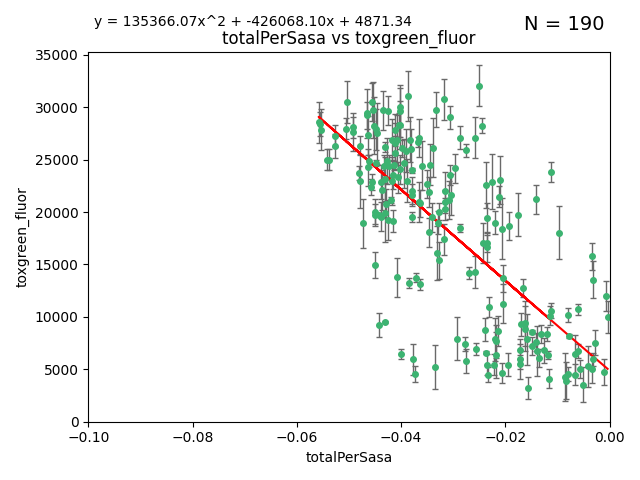 y = 135366.07x^2 + -426068.10x + 4871.34
N = 190
totalPerSasa vs toxgreen_fluor
35000
30000
25000
20000
15000
10000
5000
0
toxgreen_fluor
−0.10
−0.08
−0.06
−0.04
−0.02
0.00
totalPerSasa